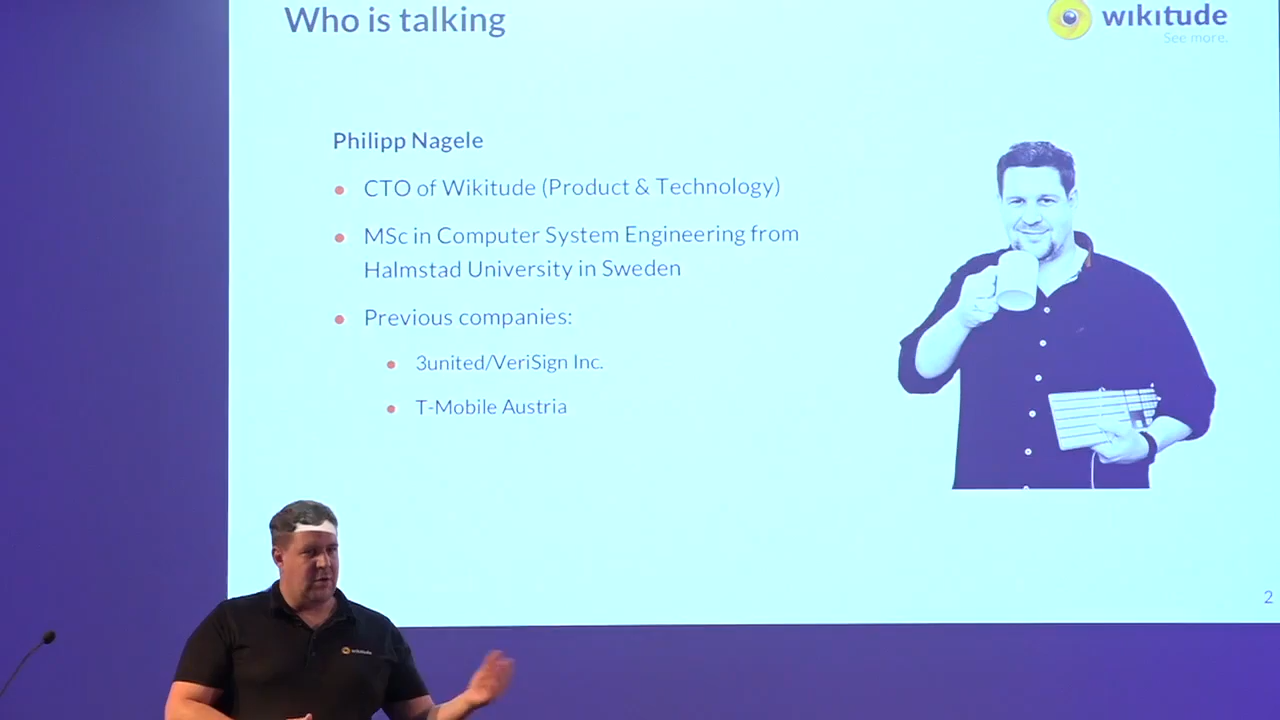 Who is talking
wikitude
See more.
Philipp Nagele
CTO of Wikitude (Product & Technology)
MSc in Computer System Engineering from
Halmstad University in Sweden
Previous companies:
3united/VeriSign Inc.
T-Mobile Austria
2
wikitude